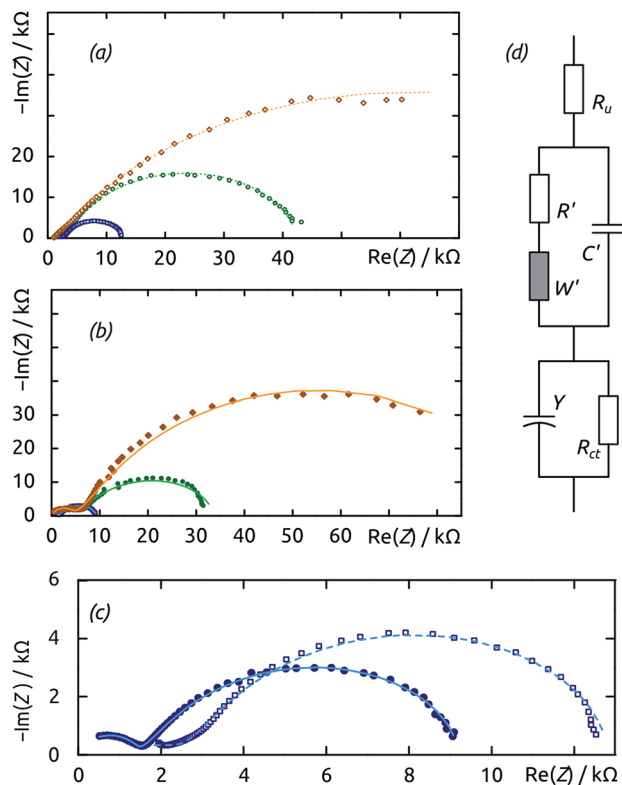 (a)
−Im(Z) / kΩ
20
10
0
0 10 20 30 40 Re(Z) / kΩ
(b)
−Im(Z) / kΩ
30
20
10
0
0 10 20 30 40 50 60 Re(Z) / kΩ
(d)
Ru
R'
C'
W'
Y
Rct
(c)
−Im(Z) / kΩ
6
4
2
0
0 2 4 6 8 10 Re(Z) / kΩ